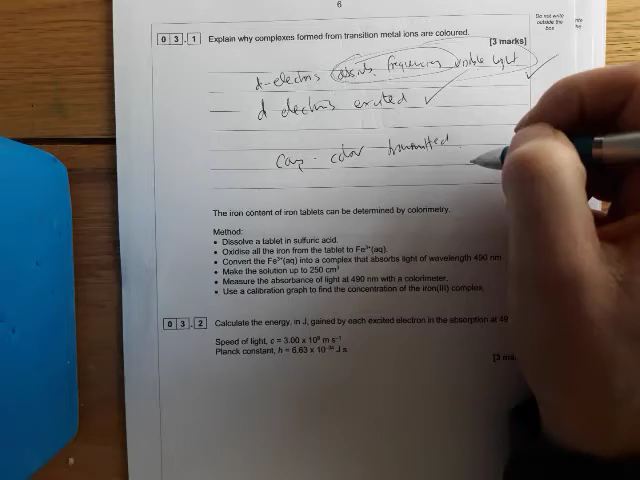 6
Do not write
outside the
box
0 3 . 1 Explain why complexes formed from transition metal ions are coloured.
[3 marks]
d-electrons absorbs frequency visible light
d electrons excited ✓ ✓
color transmitted
The iron content of iron tablets can be determined by colorimetry.
Method:
• Dissolve a tablet in sulfuric acid.
• Oxidise all the iron from the tablet to Fe³⁺(aq).
• Convert the Fe³⁺(aq) into a complex that absorbs light of wavelength 490 nm
• Make the solution up to 250 cm³
• Measure the absorbance of light at 490 nm with a colorimeter.
• Use a calibration graph to find the concentration of the iron(III) complex.
0 3 . 2 Calculate the energy, in J, gained by each excited electron in the absorption at 49
Speed of light, c = 3.00 x 10⁸ m s⁻¹
Planck constant, h = 6.63 x 10⁻³⁴ J s
[3 ma